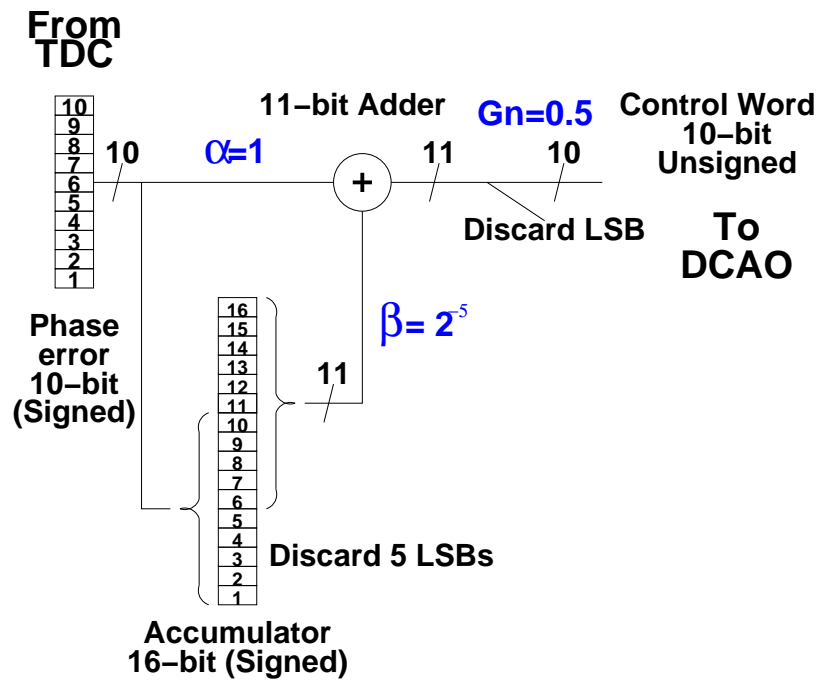 From
TDC
10
9
8
7
6
5
4
3
2
1
10
α=1
11−bit Adder
+
11
Gn=0.5
10
Discard LSB
Control Word
10−bit
Unsigned
To
DCAO
Phase
error
10−bit
(Signed)
16
15
14
13
12
11
10
9
8
7
6
5
4
3
2
1
11
β= 2⁻⁵
Discard 5 LSBs
Accumulator
16−bit (Signed)